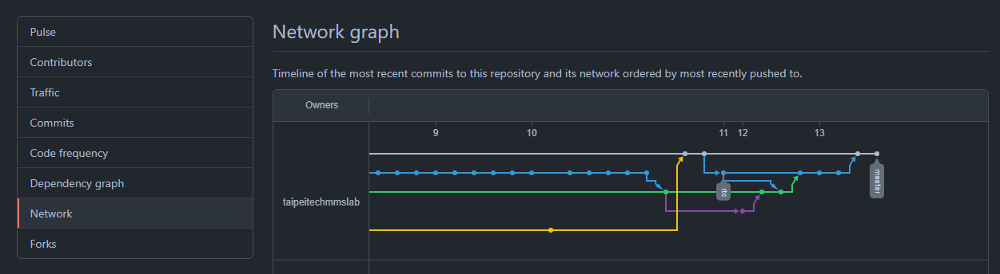 Pulse
Contributors
Traffic
Commits
Code frequency
Dependency graph
Network
Forks
Network graph
Timeline of the most recent commits to this repository and its network ordered by most recently pushed to.
Owners
9 10 11 12 13
taipeitechmmslab
rtc
master